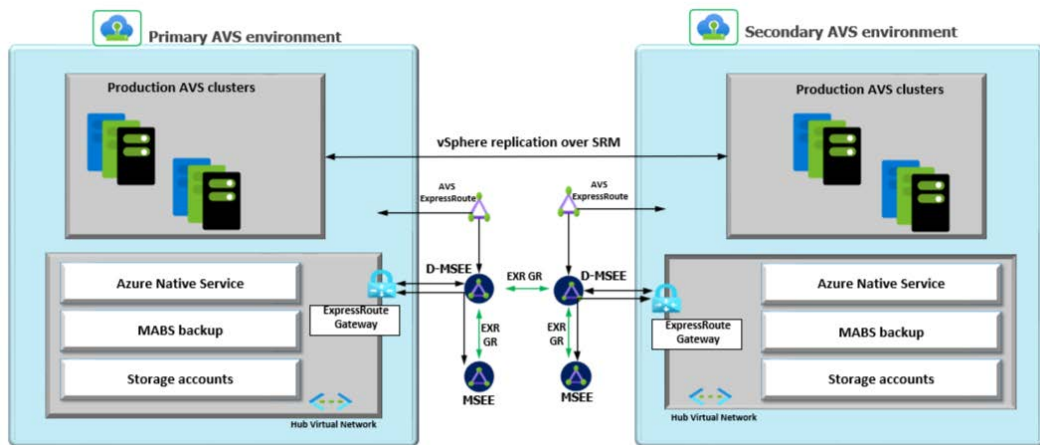 Primary AVS environment
Secondary AVS environment
Production AVS clusters
Production AVS clusters
vSphere replication over SRM
AVS
ExpressRoute
AVS
ExpressRoute
D-MSEE
EXR GR
D-MSEE
Azure Native Service
MABS backup
Storage accounts
ExpressRoute
Gateway
Hub Virtual Network
EXR
GR
EXR
GR
MSEE
MSEE
ExpressRoute
Gateway
Azure Native Service
MABS backup
Storage accounts
Hub Virtual Network